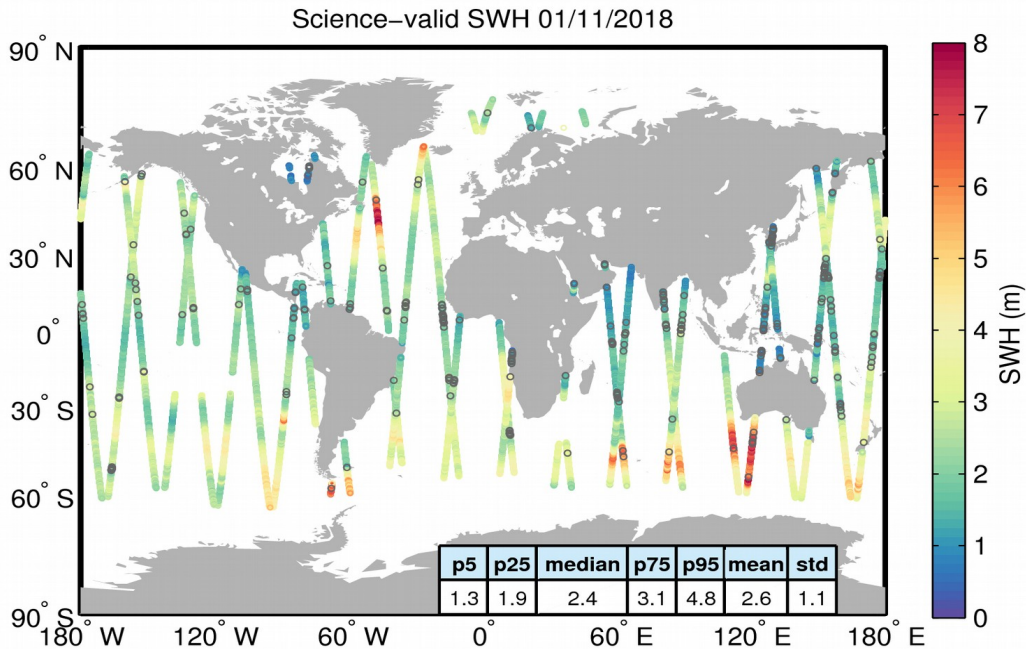 Science−valid SWH 01/11/2018
90° N
60° N
30° N
0°
30° S
60° S
90° S
180° W
120° W
60° W
0°
60° E
120° E
180° E
8
7
6
5
4
3
2
1
0
SWH (m)
p5 p25 median p75 p95 mean std
1.3 1.9 2.4 3.1 4.8 2.6 1.1